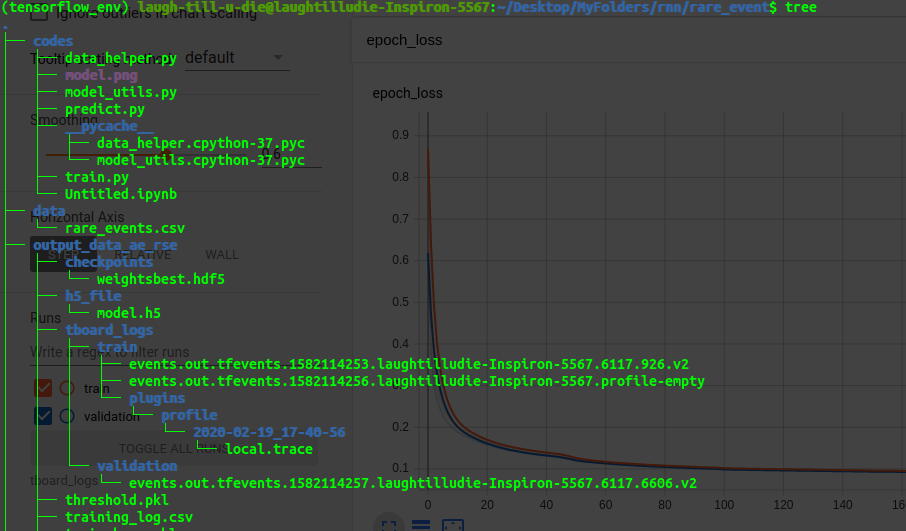 (tensorflow_env) laugh-till-u-die@laughtilludie-Inspiron-5567:~/Desktop/MyFolders/rnn/rare_event$ tree
Ignore outliers in chart scaling
.
├── codes
│   ├── data_helper.py
│   ├── model.png
│   ├── model_utils.py
│   ├── predict.py
│   ├── __pycache__
│   │   ├── data_helper.cpython-37.pyc
│   │   └── model_utils.cpython-37.pyc
│   ├── train.py
│   └── Untitled.ipynb
├── data
│   └── rare_events.csv
├── output_data_ae_rse
│   ├── checkpoints
│   │   └── weightsbest.hdf5
│   ├── h5_file
│   │   └── model.h5
│   ├── tboard_logs
│   │   ├── train
│   │   │   ├── events.out.tfevents.1582114253.laughtilludie-Inspiron-5567.6117.926.v2
│   │   │   ├── events.out.tfevents.1582114256.laughtilludie-Inspiron-5567.profile-empty
│   │   │   └── plugins
│   │   │       └── profile
│   │   │           └── 2020-02-19_17-40-56
│   │   │               └── local.trace
│   │   └── validation
│   │       └── events.out.tfevents.1582114257.laughtilludie-Inspiron-5567.6117.6606.v2
│   ├── threshold.pkl
│   ├── training_log.csv
default
Smoothing
0.6
Horizontal Axis
STEP RELATIVE WALL
Runs
Write a regex to filter runs
train
validation
TOGGLE ALL RUNS
tboard_logs
epoch_loss
epoch_loss
0.9
0.8
0.7
0.6
0.5
0.4
0.3
0.2
0.1
0 20 40 60 80 100 120 140